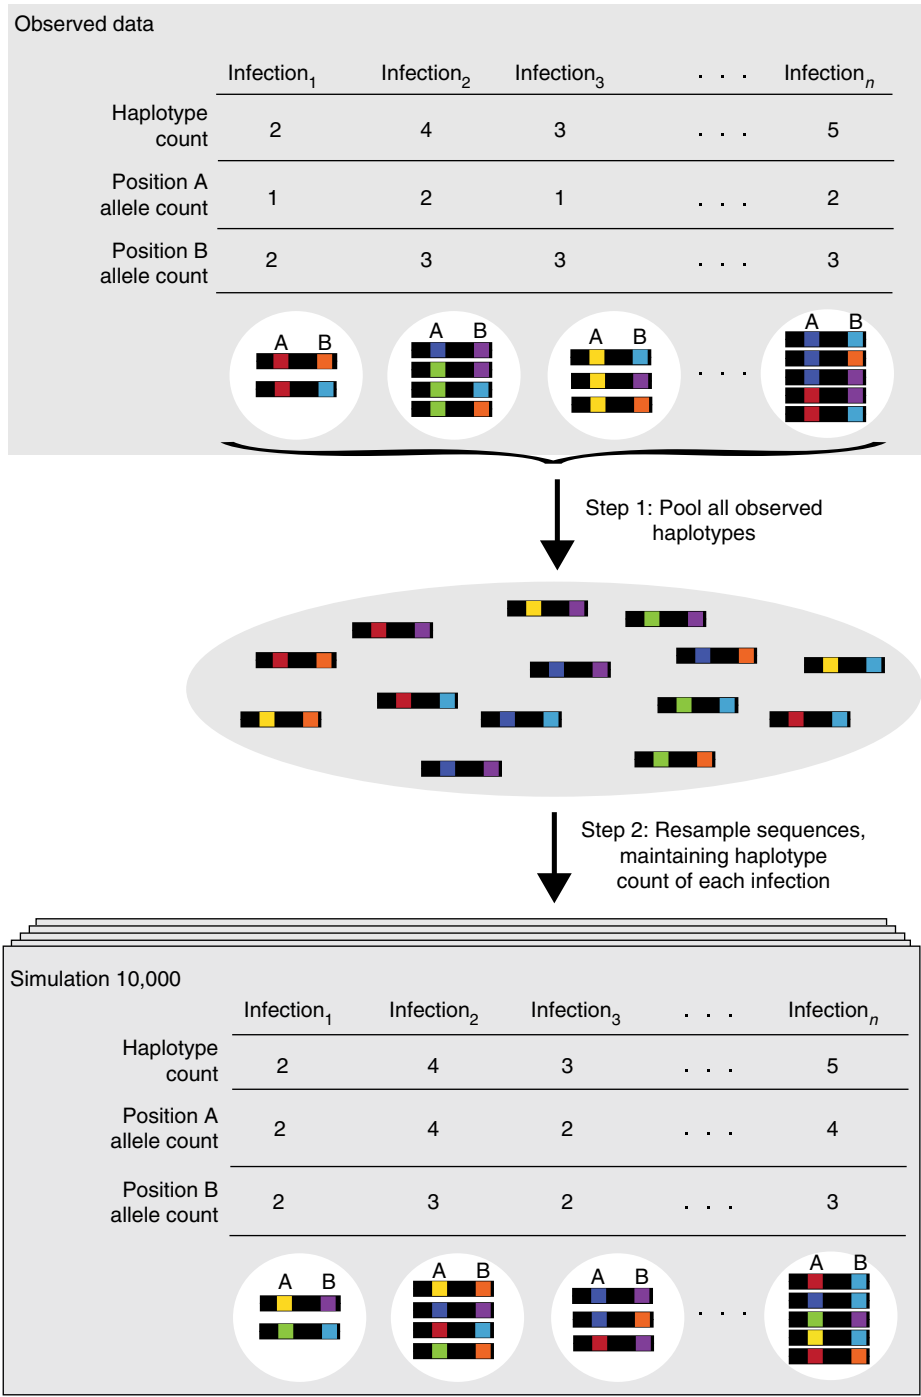 Observed data
Infection1 Infection2 Infection3 . . . Infectionn
Haplotype
count 2 4 3 . . . 5
Position A
allele count 1 2 1 . . . 2
Position B
allele count 2 3 3 . . . 3
A B A B A B . . . A B
Step 1: Pool all observed
haplotypes
Step 2: Resample sequences,
maintaining haplotype
count of each infection
Simulation 10,000
Infection1 Infection2 Infection3 . . . Infectionn
Haplotype
count 2 4 3 . . . 5
Position A
allele count 2 4 2 . . . 4
Position B
allele count 2 3 2 . . . 3
A B A B A B . . . A B